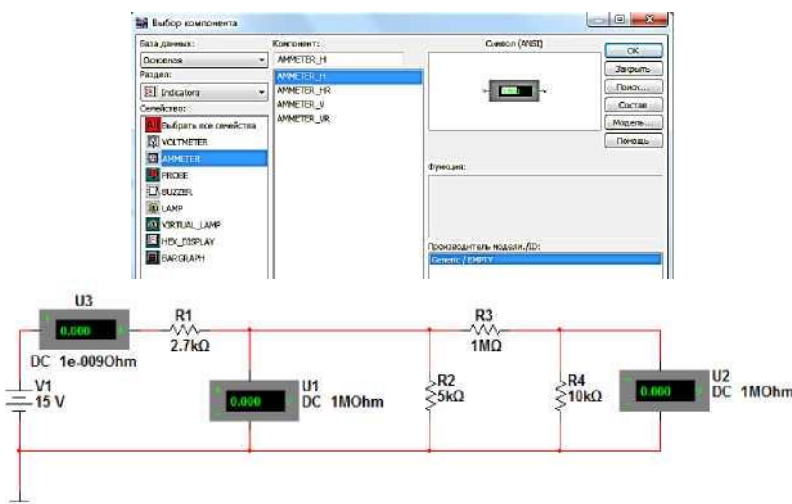 Выбор компонента
База данных:
Основная
Раздел:
Indicators
Семейство:
Выбрать все семейства
VOLTMETER
AMMETER
PROBE
BUZZER
LAMP
VIRTUAL_LAMP
HEX_DISPLAY
BARGRAPH
Компонент:
AMMETER_H
AMMETER_H
AMMETER_HR
AMMETER_V
AMMETER_VR
Символ (ANSI)
Функция:
Производитель модели./ID:
Generic / EMPTY
OK
Закрыть
Поиск...
Состав
Модель...
Помощь
U3
0.000
DC 1e-009Ohm
R1
2.7kΩ
V1
15 V
U1
0.000
DC 1MOhm
R2
5kΩ
R3
1MΩ
R4
10kΩ
U2
0.000
DC 1MOhm